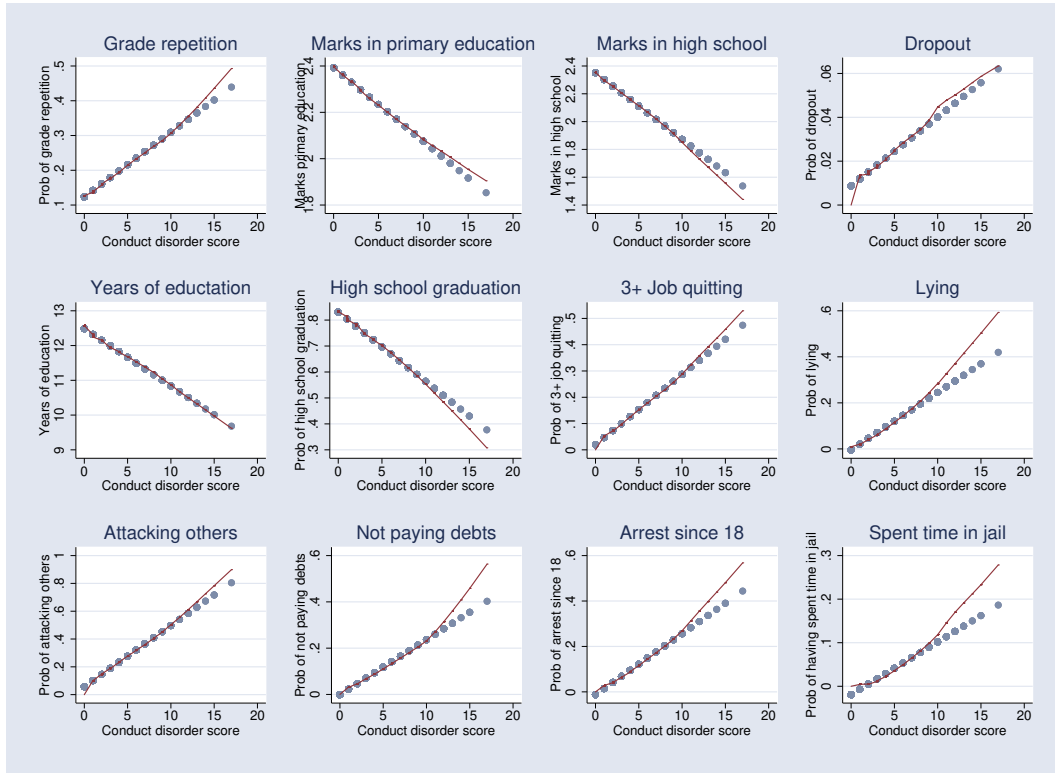 Grade repetition
Prob of grade repetition
.1 .2 .3 .4 .5
0 5 10 15 20
Conduct disorder score
Marks in primary education
Marks primary education
1.8 2 2.2 2.4
0 5 10 15 20
Conduct disorder score
Marks in high school
Marks in high school
1.4 1.6 1.8 2 2.2 2.4
0 5 10 15 20
Conduct disorder score
Dropout
Prob of dropout
0 .02 .04 .06
0 5 10 15 20
Conduct disorder score
Years of eductation
Years of education
9 10 11 12 13
0 5 10 15 20
Conduct disorder score
High school graduation
Prob of high school graduation
.3 .4 .5 .6 .7 .8
0 5 10 15 20
Conduct disorder score
3+ Job quitting
Prob of 3+ job quitting
0 .1 .2 .3 .4 .5
0 5 10 15 20
Conduct disorder score
Lying
Prob of lying
0 .2 .4 .6
0 5 10 15 20
Conduct disorder score
Attacking others
Prob of attacking others
0 .2 .4 .6 .8 1
0 5 10 15 20
Conduct disorder score
Not paying debts
Prob of not paying debts
0 .2 .4 .6
0 5 10 15 20
Conduct disorder score
Arrest since 18
Prob of arrest since 18
0 .2 .4 .6
0 5 10 15 20
Conduct disorder score
Spent time in jail
Prob of having spent time in jail
0 .1 .2 .3
0 5 10 15 20
Conduct disorder score